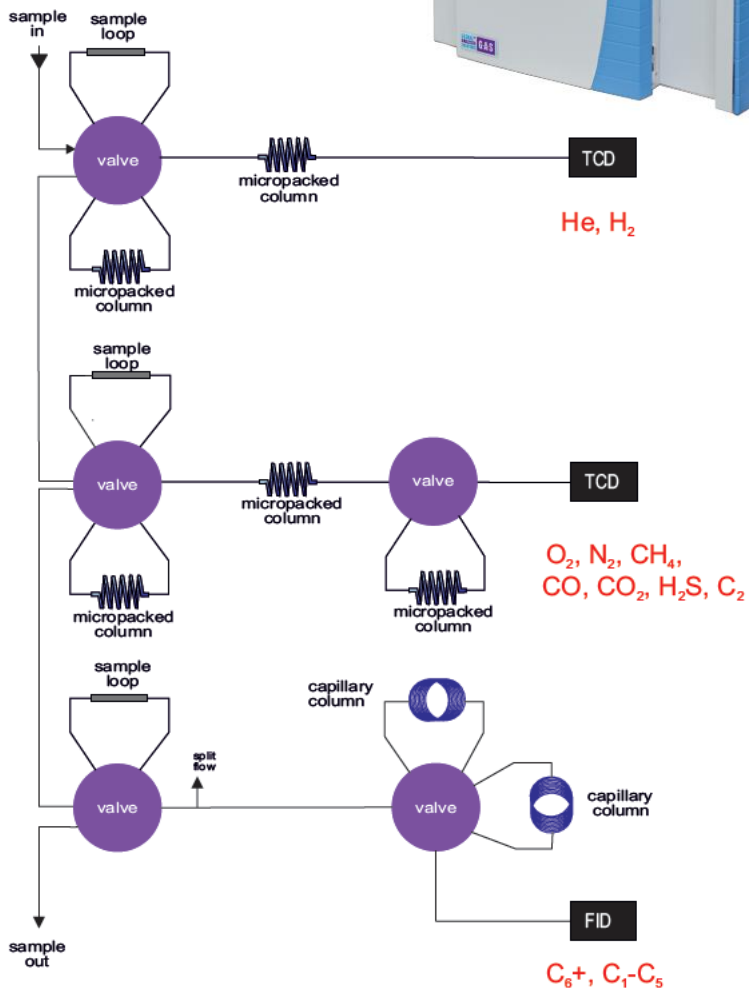 sample
in
sample
loop
GAS
valve
micropacked
column
TCD
He, H₂
micropacked
column
sample
loop
valve
micropacked
column
valve
TCD
micropacked
column
micropacked
column
O₂, N₂, CH₄,
CO, CO₂, H₂S, C₂
sample
loop
capillary
column
split
flow
valve
valve
capillary
column
sample
out
FID
C₆+, C₁-C₅